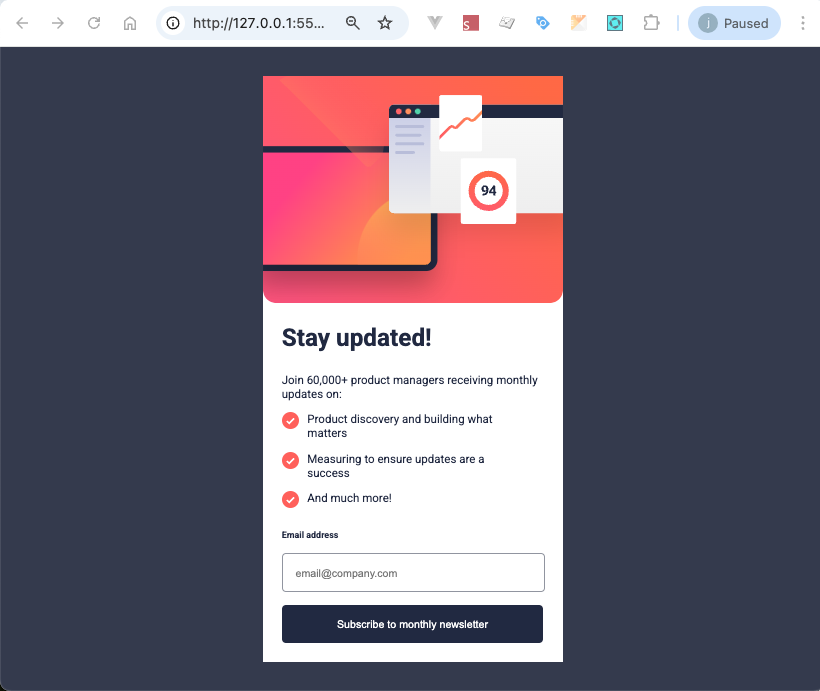 http://127.0.0.1:55...
S
j Paused
94
Stay updated!
Join 60,000+ product managers receiving monthly
updates on:
Product discovery and building what
matters
Measuring to ensure updates are a
success
And much more!
Email address
email@company.com
Subscribe to monthly newsletter